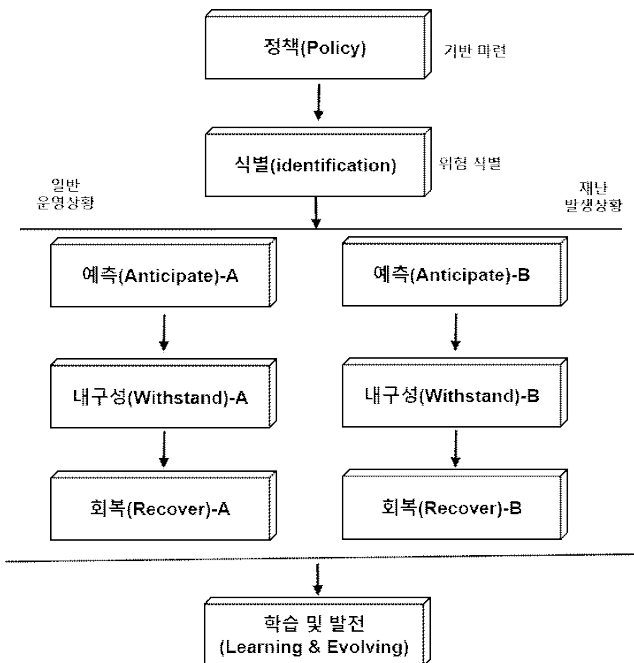 정책(Policy)
기반 마련
식별(identification)
위험 식별
일반
운영상황
재난
발생상황
예측(Anticipate)-A
예측(Anticipate)-B
내구성(Withstand)-A
내구성(Withstand)-B
회복(Recover)-A
회복(Recover)-B
학습 및 발전
(Learning & Evolving)